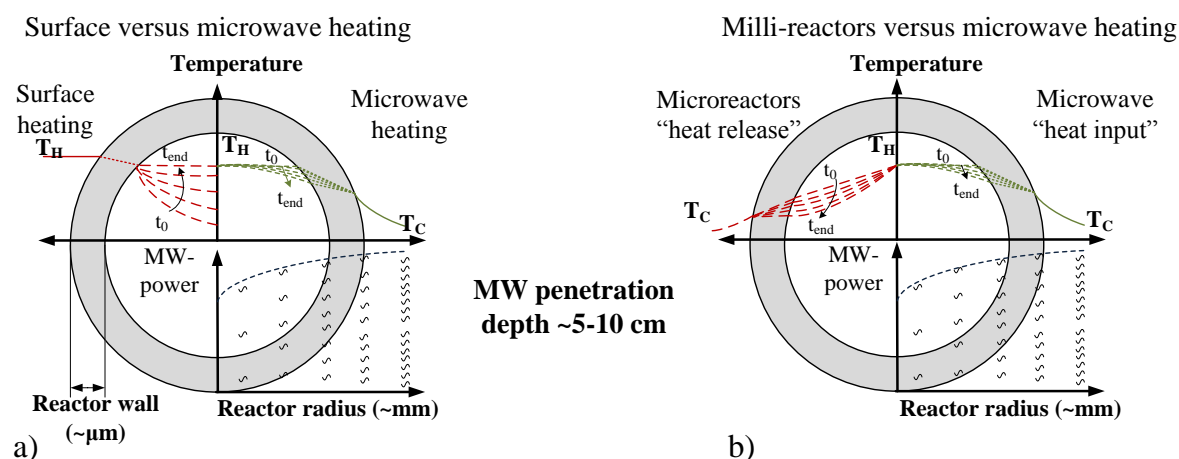 Surface versus microwave heating
Temperature
Surface
heating
Microwave
heating
T_H
t_end
T_H
t_0
t_end
t_0
T_C
MW-
power
Reactor wall
(~μm)
Reactor radius (~mm)
a)
MW penetration
depth ~5-10 cm
Milli-reactors versus microwave heating
Temperature
Microreactors
“heat release”
Microwave
“heat input”
T_H
t_0
t_0
t_end
T_C
t_end
T_C
MW-
power
Reactor radius (~mm)
b)